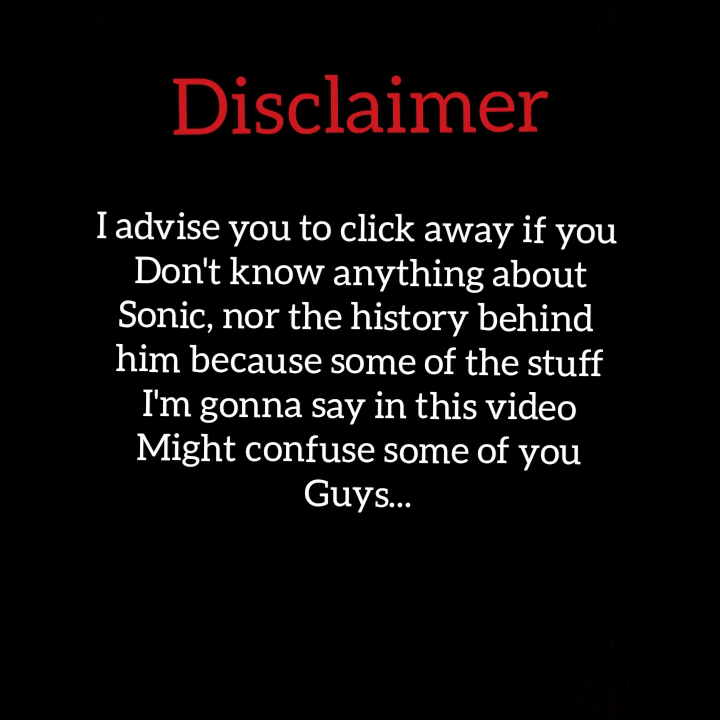 Disclaimer
I advise you to click away if you
Don't know anything about
Sonic, nor the history behind
him because some of the stuff
I'm gonna say in this video
Might confuse some of you
Guys...